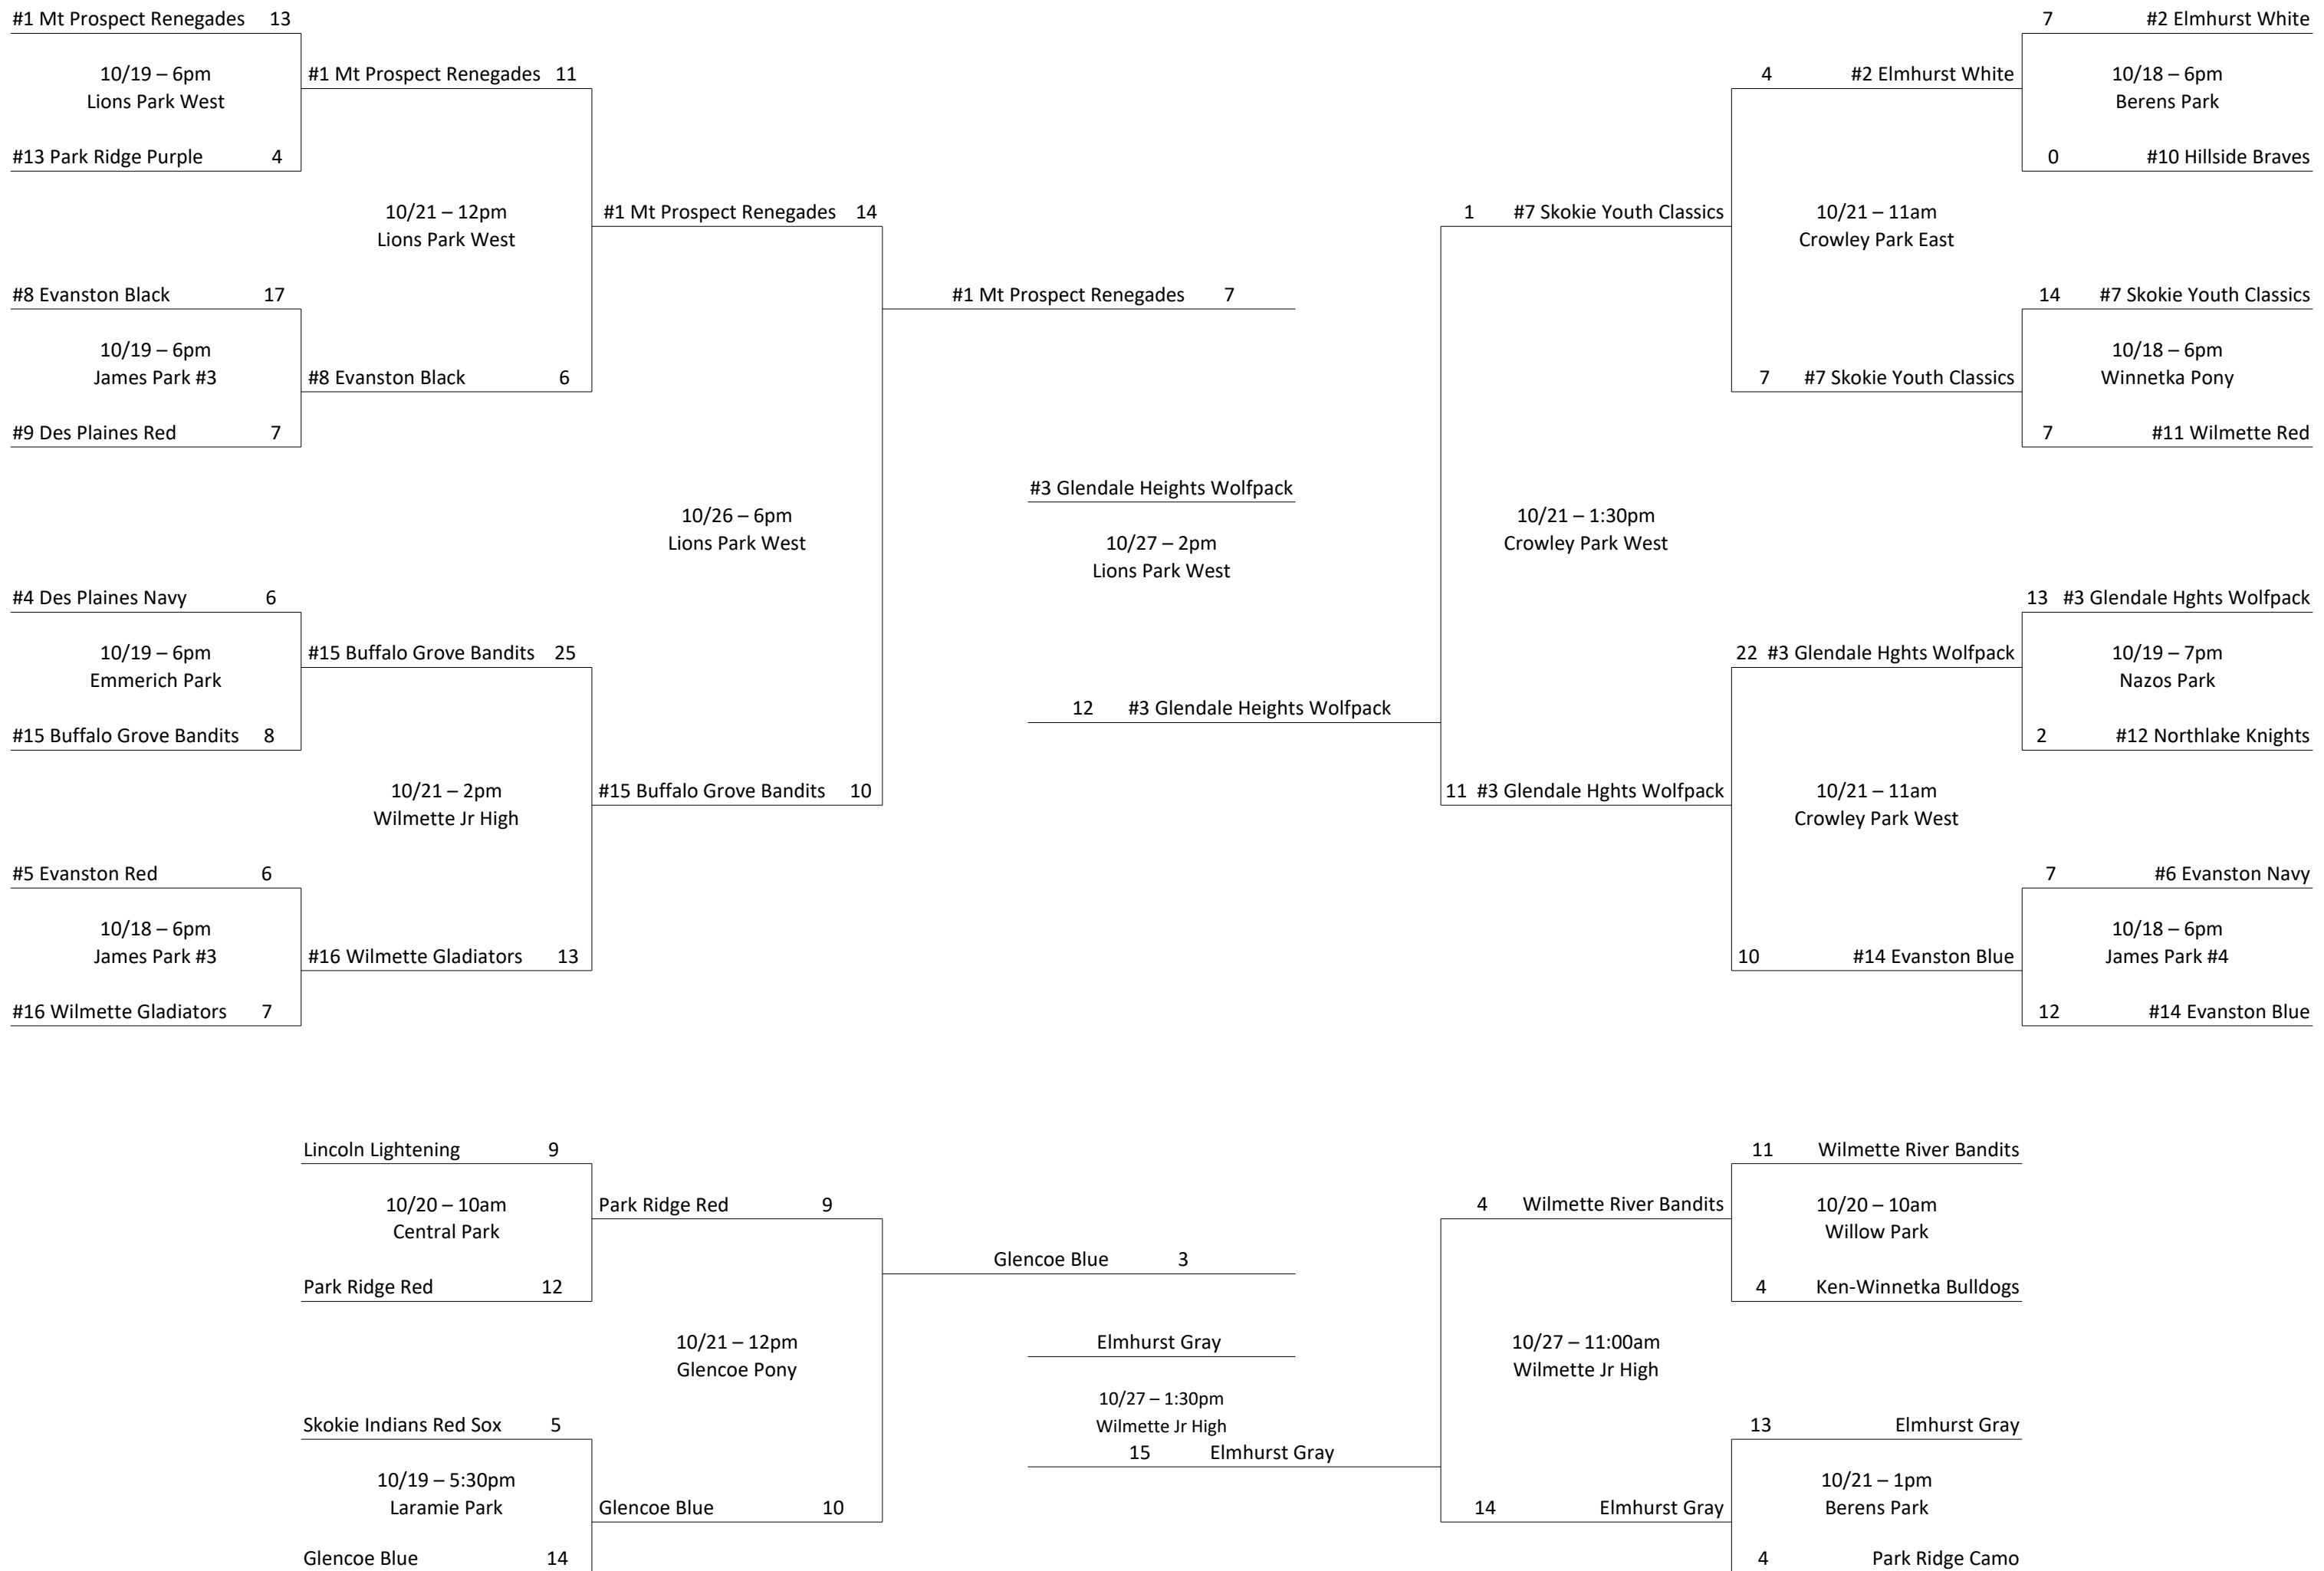 #1 Mt Prospect Renegades 13
7 #2 Elmhurst White
10/19 – 6pm
Lions Park West
#1 Mt Prospect Renegades 11
4 #2 Elmhurst White
10/18 – 6pm
Berens Park
#13 Park Ridge Purple 4
0 #10 Hillside Braves
10/21 – 12pm
Lions Park West
#1 Mt Prospect Renegades 14
1 #7 Skokie Youth Classics
10/21 – 11am
Crowley Park East
#8 Evanston Black 17
#1 Mt Prospect Renegades 7
14 #7 Skokie Youth Classics
10/19 – 6pm
James Park #3
#8 Evanston Black 6
7 #7 Skokie Youth Classics
10/18 – 6pm
Winnetka Pony
#9 Des Plaines Red 7
7 #11 Wilmette Red
#3 Glendale Heights Wolfpack
10/26 – 6pm
Lions Park West
10/27 – 2pm
Lions Park West
10/21 – 1:30pm
Crowley Park West
#4 Des Plaines Navy 6
13 #3 Glendale Hghts Wolfpack
10/19 – 6pm
Emmerich Park
#15 Buffalo Grove Bandits 25
22 #3 Glendale Hghts Wolfpack
10/19 – 7pm
Nazos Park
#15 Buffalo Grove Bandits 8
12 #3 Glendale Heights Wolfpack
2 #12 Northlake Knights
10/21 – 2pm
Wilmette Jr High
#15 Buffalo Grove Bandits 10
11 #3 Glendale Hghts Wolfpack
10/21 – 11am
Crowley Park West
#5 Evanston Red 6
7 #6 Evanston Navy
10/18 – 6pm
James Park #3
#16 Wilmette Gladiators 13
10 #14 Evanston Blue
10/18 – 6pm
James Park #4
#16 Wilmette Gladiators 7
12 #14 Evanston Blue
Lincoln Lightening 9
11 Wilmette River Bandits
10/20 – 10am
Central Park
Park Ridge Red 9
4 Wilmette River Bandits
10/20 – 10am
Willow Park
Glencoe Blue 3
Park Ridge Red 12
4 Ken-Winnetka Bulldogs
10/21 – 12pm
Glencoe Pony
Elmhurst Gray
10/27 – 11:00am
Wilmette Jr High
10/27 – 1:30pm
Wilmette Jr High
Skokie Indians Red Sox 5
15 Elmhurst Gray
13 Elmhurst Gray
10/19 – 5:30pm
Laramie Park
Glencoe Blue 10
14 Elmhurst Gray
10/21 – 1pm
Berens Park
Glencoe Blue 14
4 Park Ridge Camo